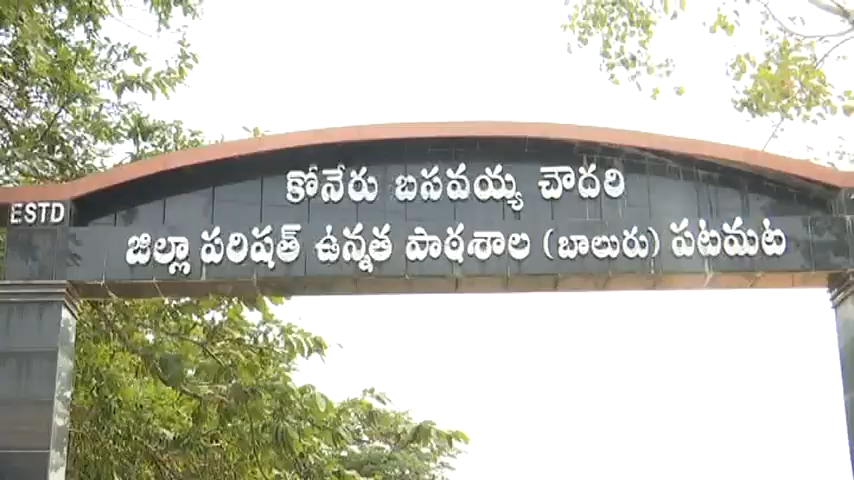 కోనేరు బసవయ్య చౌదరి
ESTD
జిల్లా పరిషత్ ఉన్నత పాఠశాల (బాలురు) పటమట